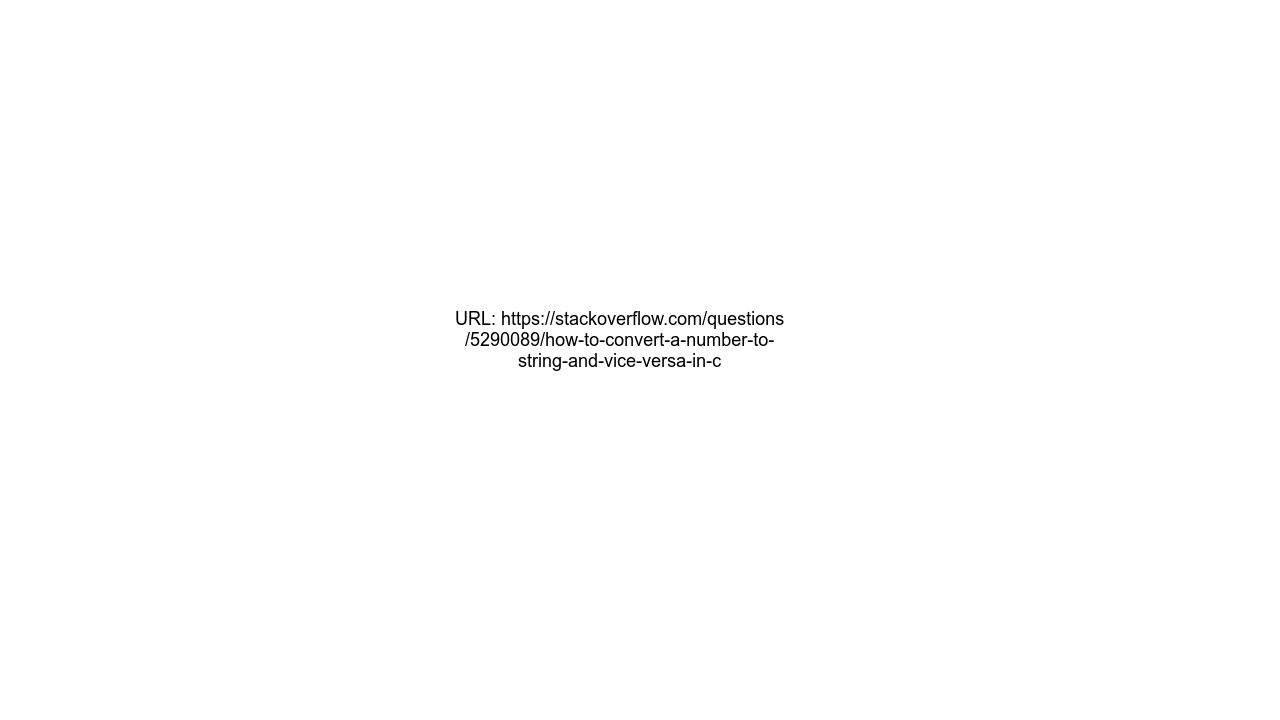 URL: https://stackoverflow.com/questions
/5290089/how-to-convert-a-number-to-
string-and-vice-versa-in-c